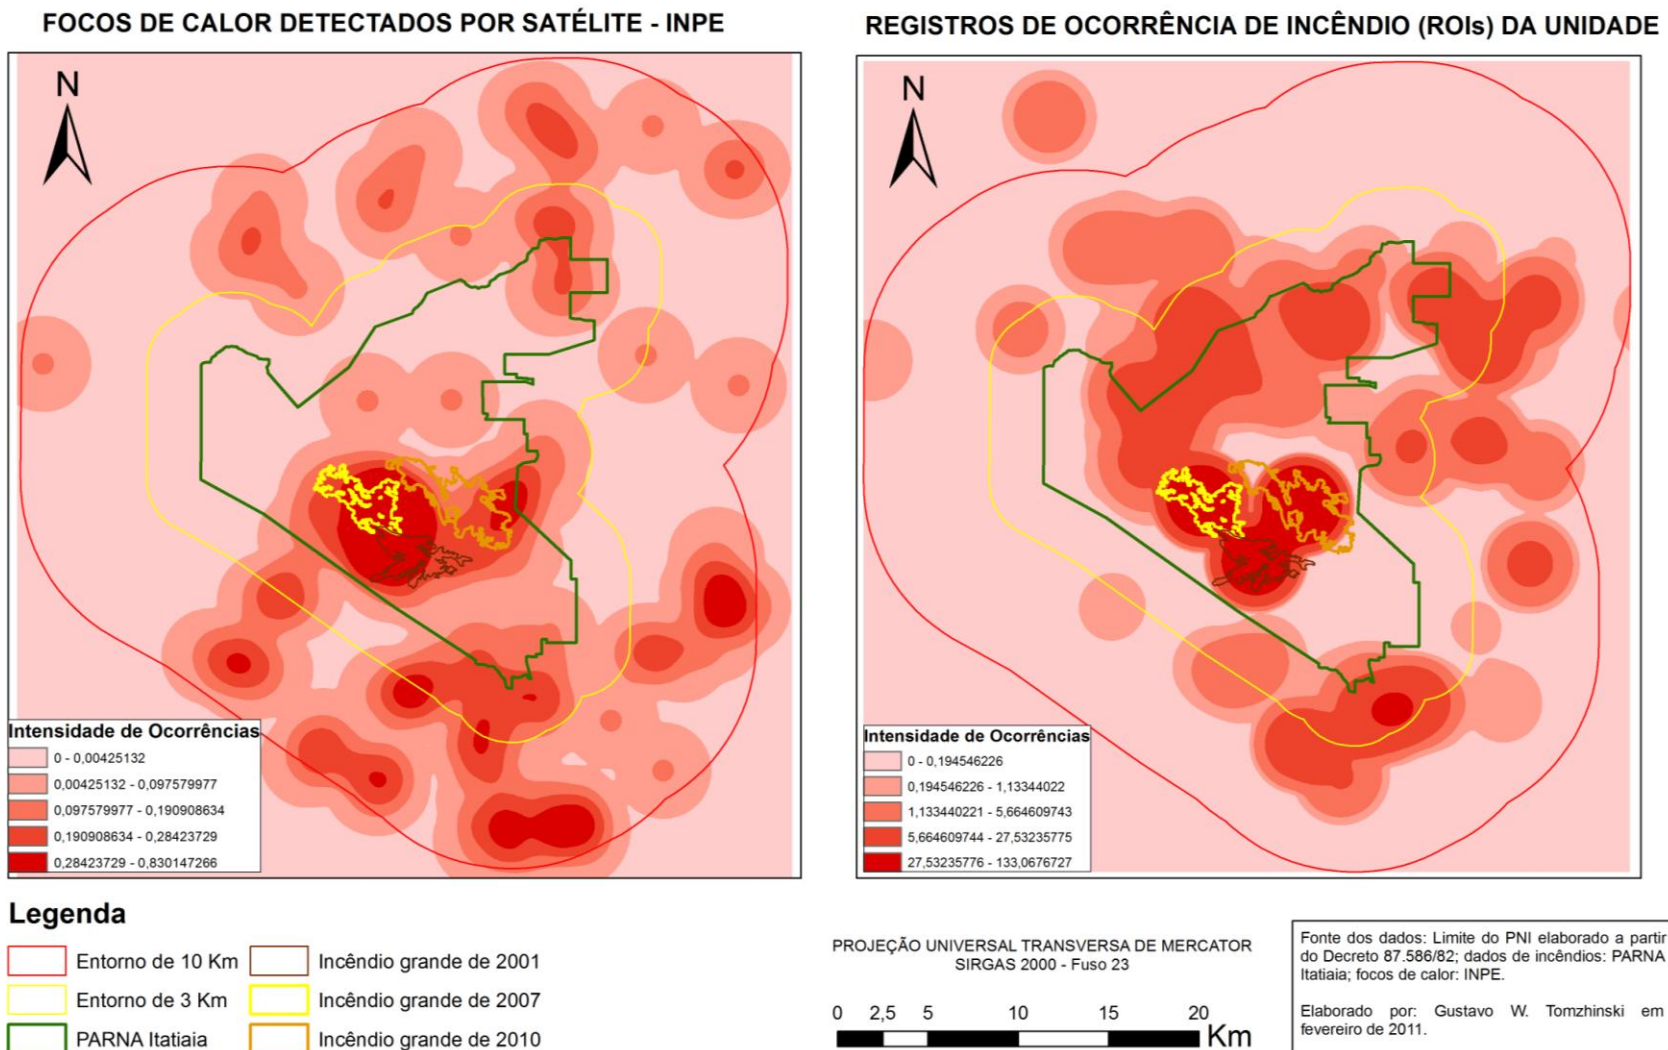 FOCOS DE CALOR DETECTADOS POR SATÉLITE - INPE
REGISTROS DE OCORRÊNCIA DE INCÊNDIO (ROIs) DA UNIDADE
N
N
Intensidade de Ocorrências
0 - 0,00425132
0,00425132 - 0,097579977
0,097579977 - 0,190908634
0,190908634 - 0,28423729
0,28423729 - 0,830147266
Intensidade de Ocorrências
0 - 0,194546226
0,194546226 - 1,13344022
1,133440221 - 5,664609743
5,664609744 - 27,53235775
27,53235776 - 133,0676727
Legenda
Entorno de 10 Km
Entorno de 3 Km
PARNA Itatiaia
Incêndio grande de 2001
Incêndio grande de 2007
Incêndio grande de 2010
PROJEÇÃO UNIVERSAL TRANSVERSA DE MERCATOR
SIRGAS 2000 - Fuso 23
0 2,5 5 10 15 20
Km
Fonte dos dados: Limite do PNI elaborado a partir
do Decreto 87.586/82; dados de incêndios: PARNA
Itatiaia; focos de calor: INPE.
Elaborado por: Gustavo W. Tomzhinski em
fevereiro de 2011.